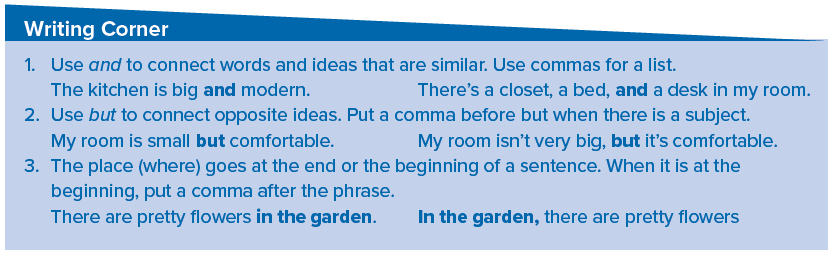 Writing Corner
1. Use and to connect words and ideas that are similar. Use commas for a list.
The kitchen is big and modern. There's a closet, a bed, and a desk in my room.
2. Use but to connect opposite ideas. Put a comma before but when there is a subject.
My room is small but comfortable. My room isn't very big, but it's comfortable.
3. The place (where) goes at the end or the beginning of a sentence. When it is at the
beginning, put a comma after the phrase.
There are pretty flowers in the garden. In the garden, there are pretty flowers